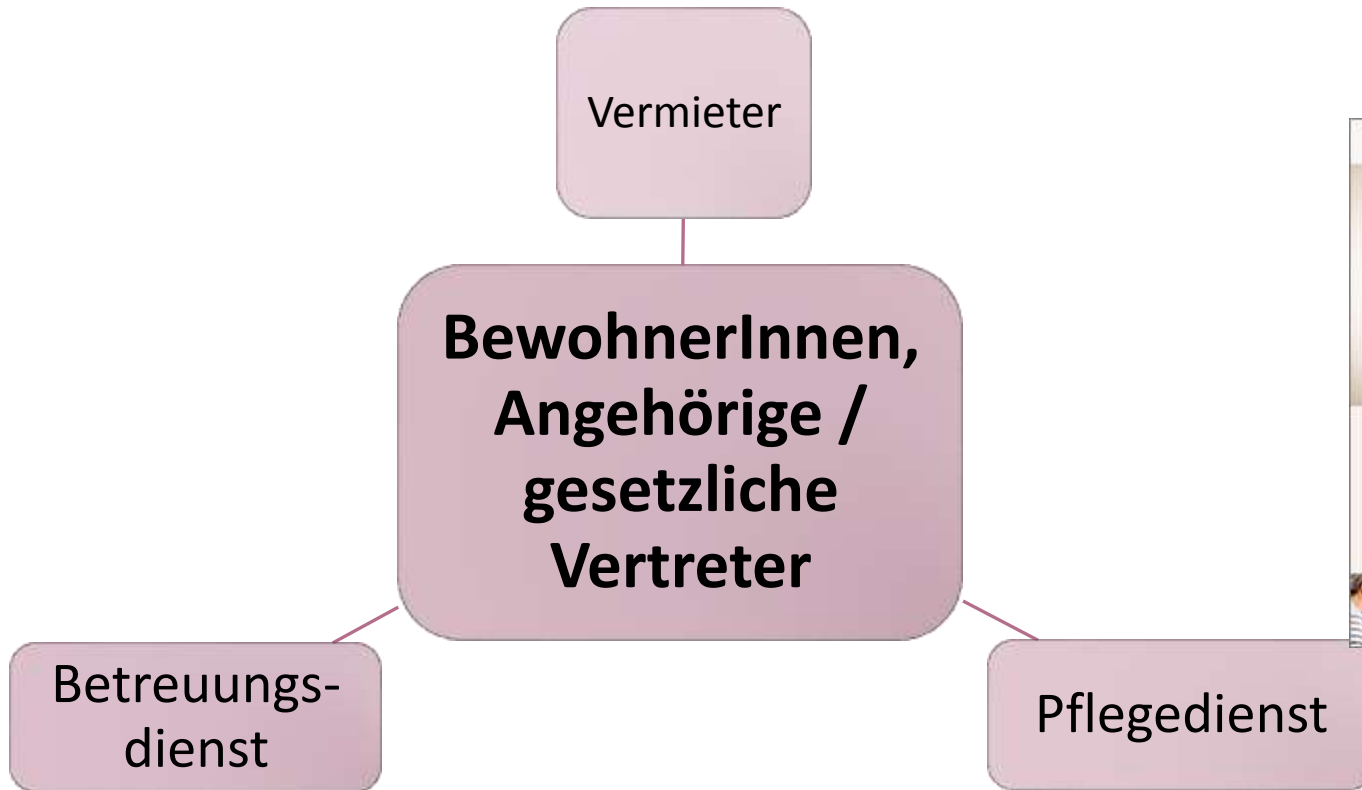 Vermieter
BewohnerInnen,
Angehörige /
gesetzliche
Vertreter
Betreuungs-
dienst
Pflegedienst